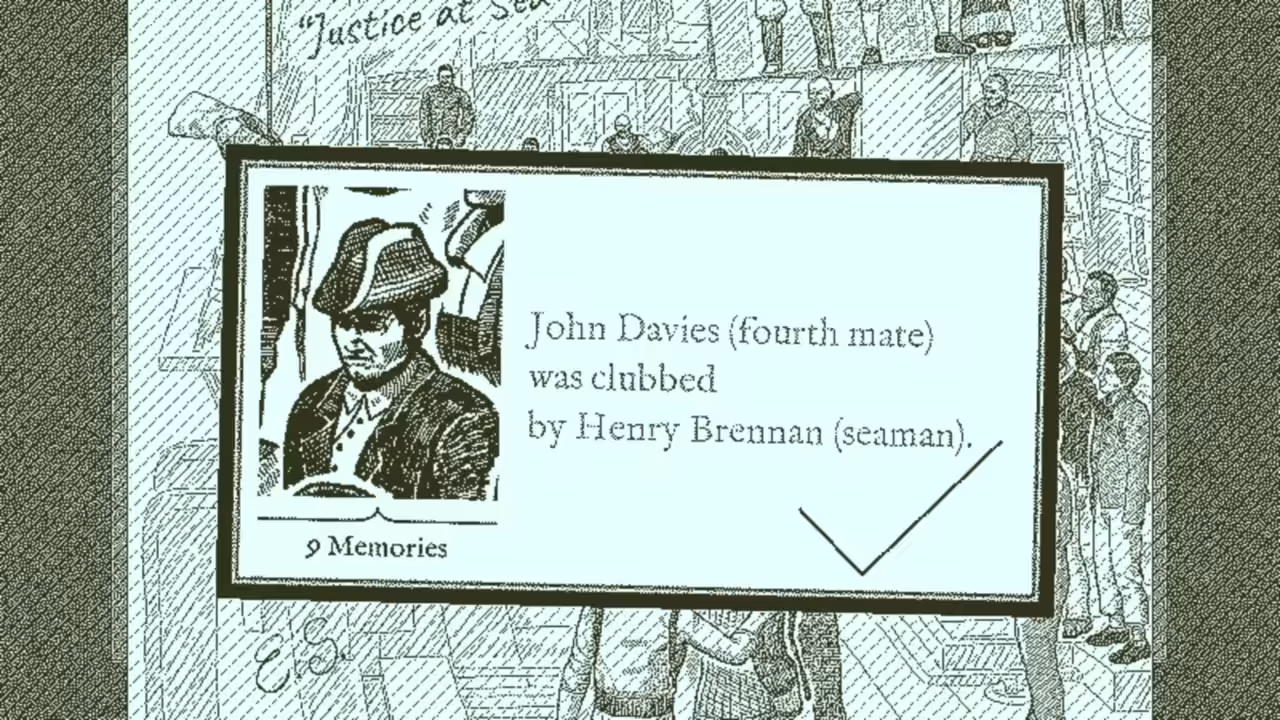 "Justice at Sea
John Davies (fourth mate)
was clubbed
by Henry Brennan (seaman).
9 Memories
E.S.